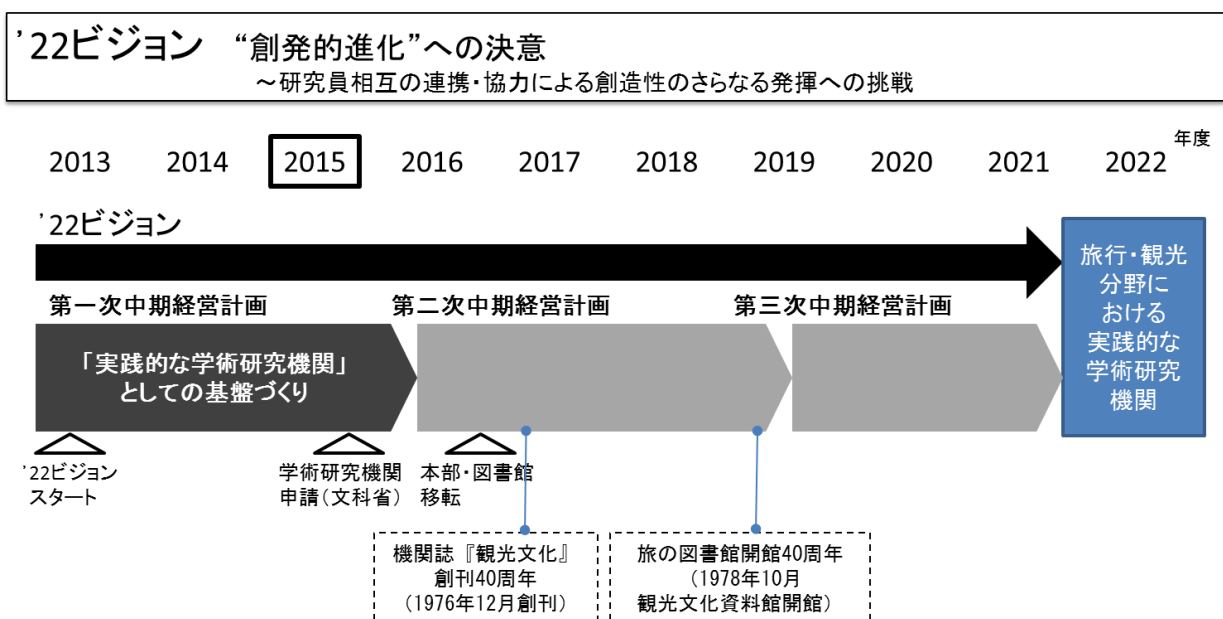 ’22ビジョン “創発的進化”への決意
～研究員相互の連携・協力による創造性のさらなる発揮への挑戦
年度
2013 2014 2015 2016 2017 2018 2019 2020 2021 2022
’22ビジョン
旅行・観光
分野に
おける
実践的な
学術研究
機関
第一次中期経営計画 第二次中期経営計画 第三次中期経営計画
「実践的な学術研究機関」
としての基盤づくり
’22ビジョン
スタート
学術研究機関
申請（文科省）
本部・図書館
移転
機関誌『観光文化』
創刊40周年
（1976年12月創刊）
旅の図書館開館40周年
（1978年10月
観光文化資料館開館）